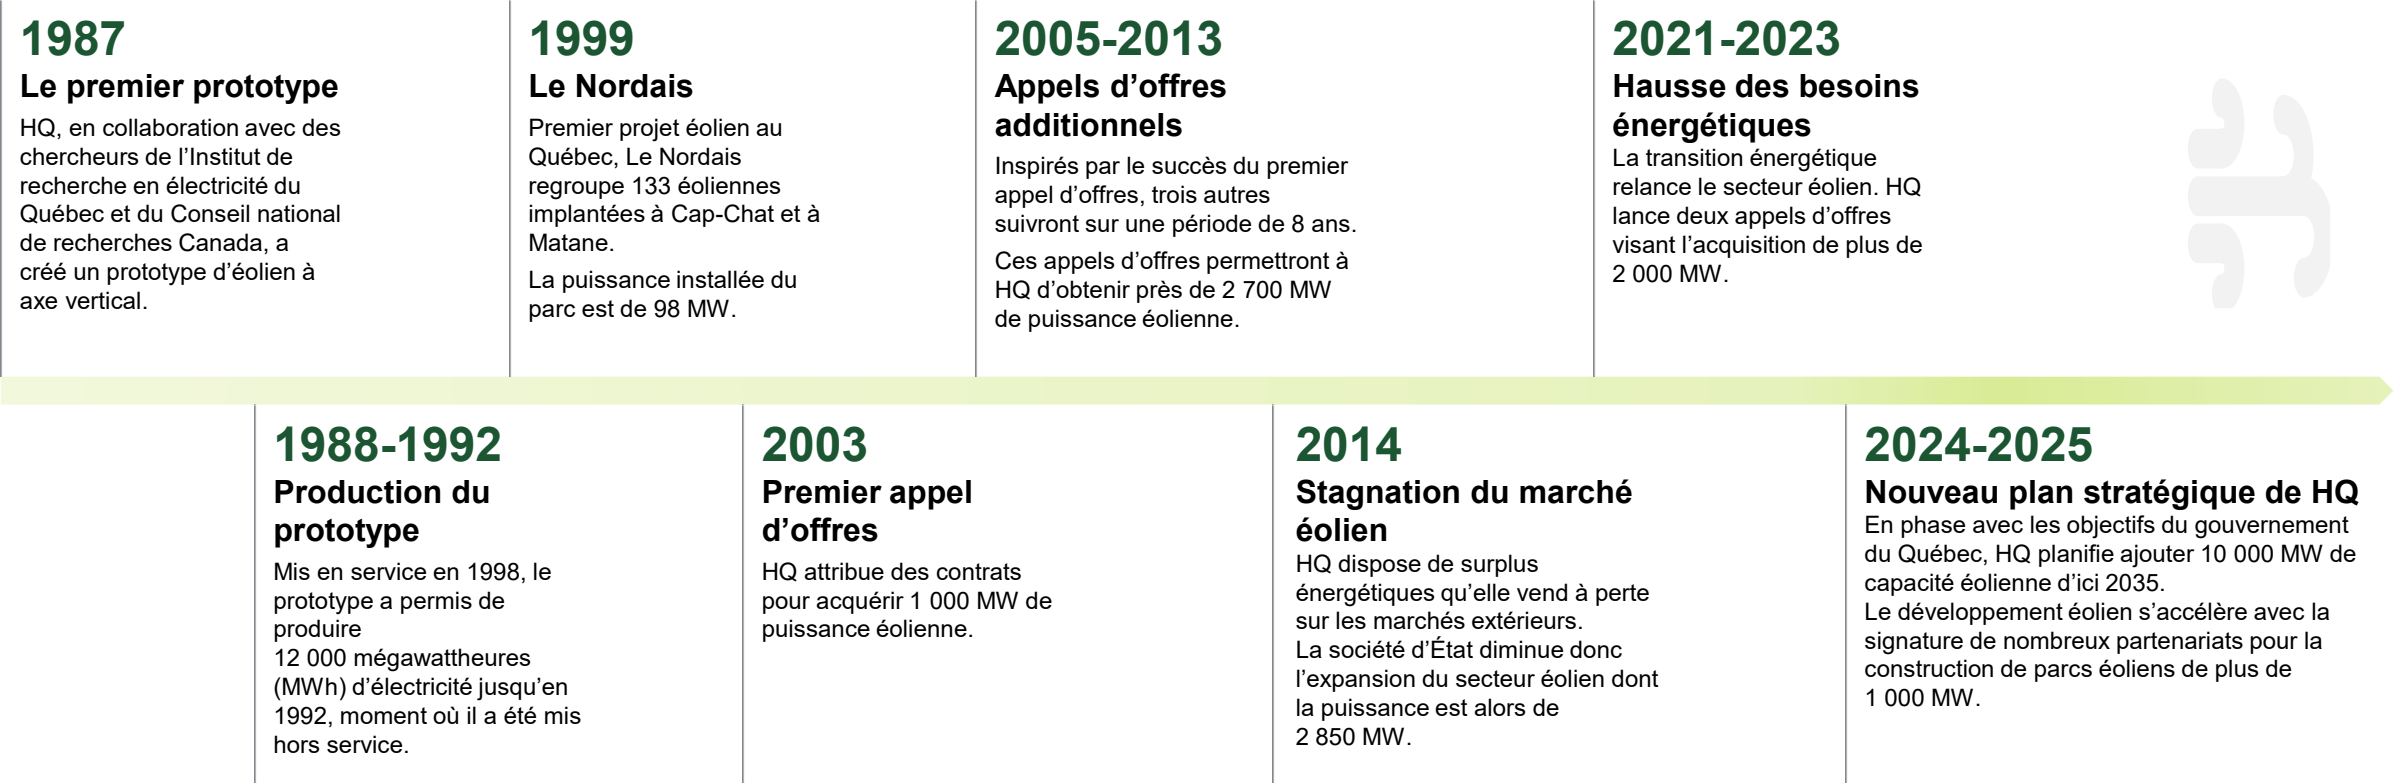 1987
Le premier prototype
HQ, en collaboration avec des
chercheurs de l’Institut de
recherche en électricité du
Québec et du Conseil national
de recherches Canada, a
créé un prototype d’éolien à
axe vertical.
1988-1992
Production du
prototype
Mis en service en 1998, le
prototype a permis de
produire
12 000 mégawattheures
(MWh) d’électricité jusqu’en
1992, moment où il a été mis
hors service.
1999
Le Nordais
Premier projet éolien au
Québec, Le Nordais
regroupe 133 éoliennes
implantées à Cap-Chat et à
Matane.
La puissance installée du
parc est de 98 MW.
2003
Premier appel
d’offres
HQ attribue des contrats
pour acquérir 1 000 MW de
puissance éolienne.
2005-2013
Appels d’offres
additionnels
Inspirés par le succès du premier
appel d’offres, trois autres
suivront sur une période de 8 ans.
Ces appels d’offres permettront à
HQ d’obtenir près de 2 700 MW
de puissance éolienne.
2014
Stagnation du marché
éolien
HQ dispose de surplus
énergétiques qu’elle vend à perte
sur les marchés extérieurs.
La société d’État diminue donc
l’expansion du secteur éolien dont
la puissance est alors de
2 850 MW.
2021-2023
Hausse des besoins
énergétiques
La transition énergétique
relance le secteur éolien. HQ
lance deux appels d’offres
visant l’acquisition de plus de
2 000 MW.
2024-2025
Nouveau plan stratégique de HQ
En phase avec les objectifs du gouvernement
du Québec, HQ planifie ajouter 10 000 MW de
capacité éolienne d’ici 2035.
Le développement éolien s’accélère avec la
signature de nombreux partenariats pour la
construction de parcs éoliens de plus de
1 000 MW.